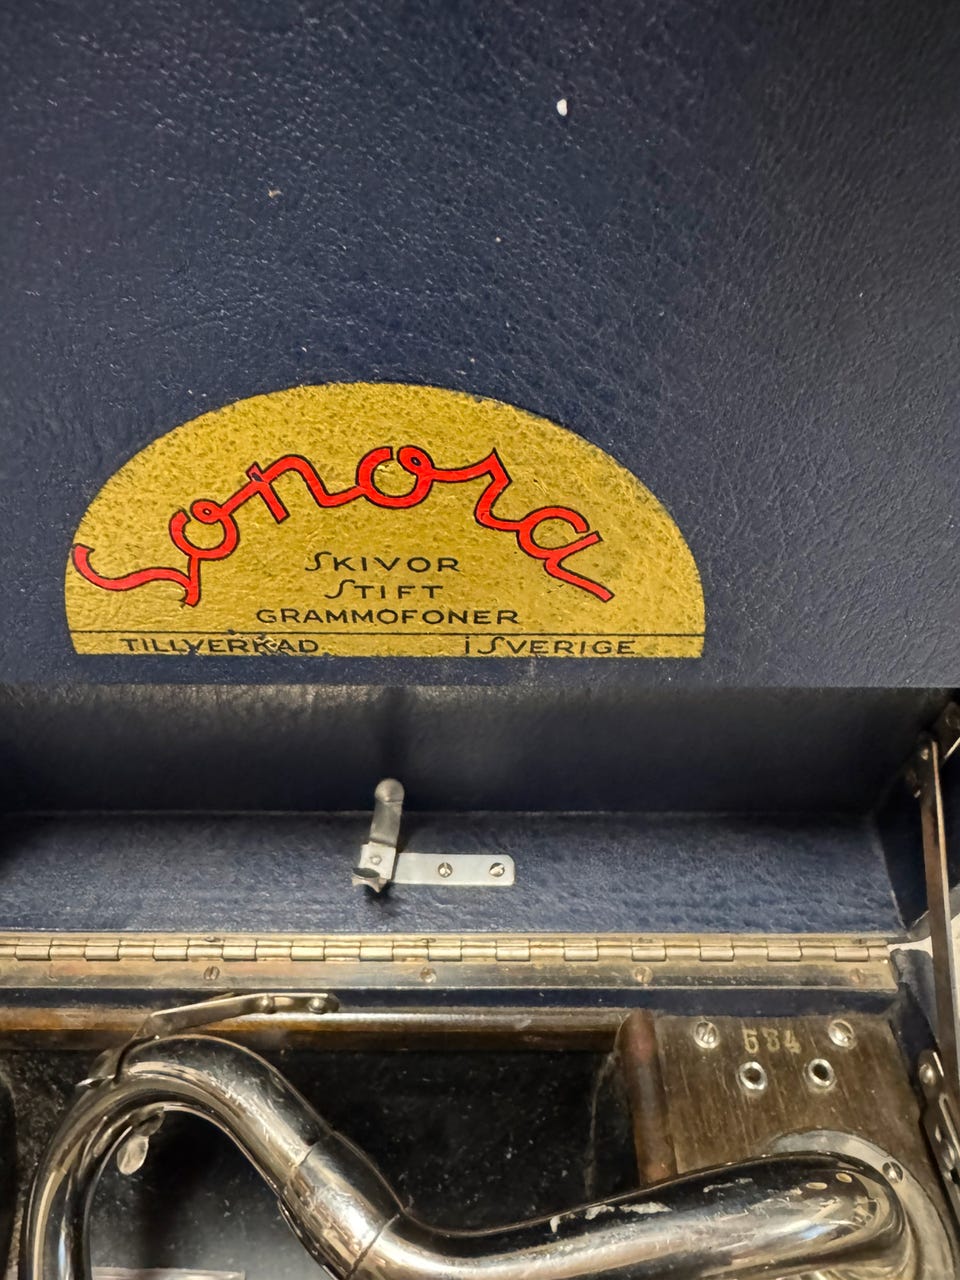 Sonora
SKIVOR
STIFT
GRAMMOFONER
TILLVERKAD I SVERIGE
584